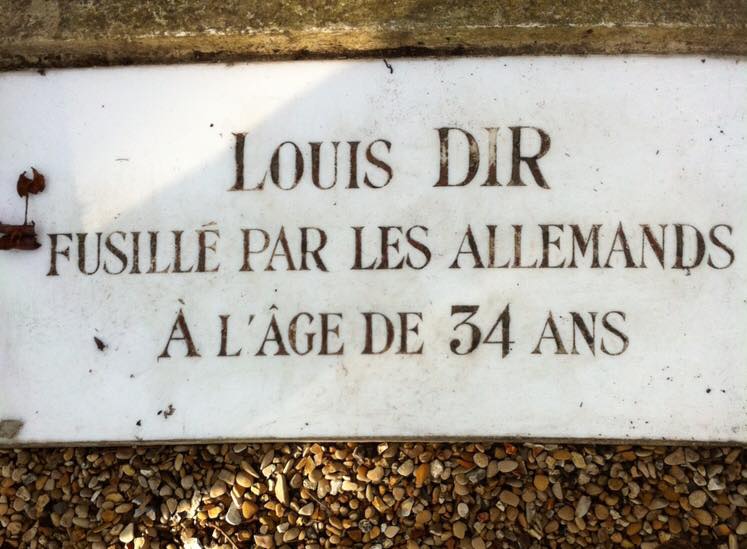 LOUIS DIR
FUSILLÉ PAR LES ALLEMANDS
À L'ÂGE DE 34 ANS